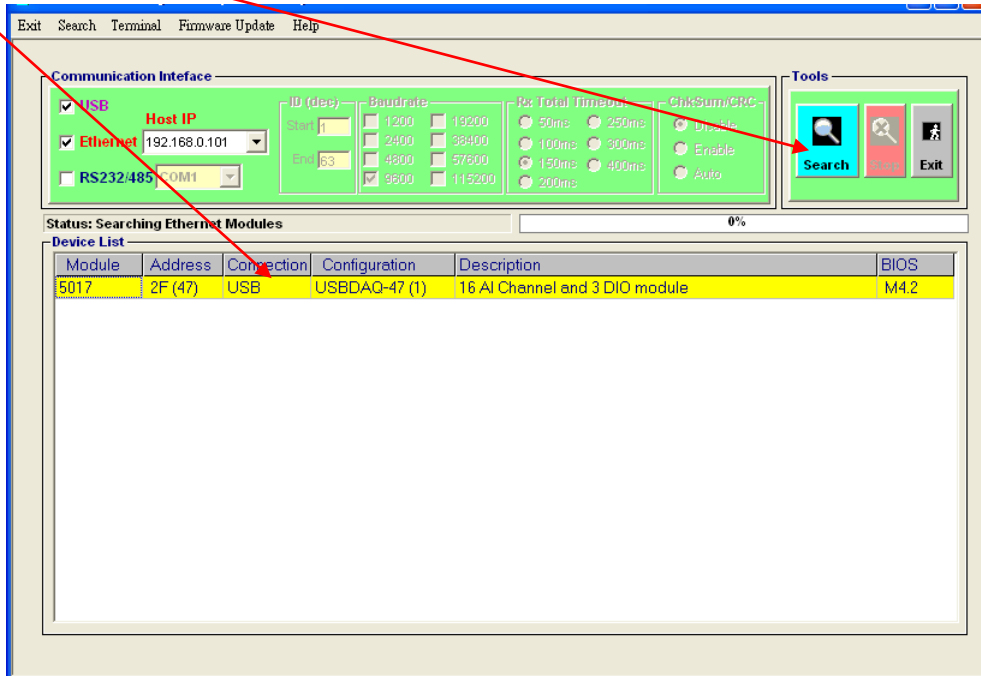 Exit Search Terminal Firmware Update Help
Communication Inteface
USB
Host IP
Ethernet 192.168.0.101
RS232/485 COM1
ID (dec)
Start 1
End 63
Baudrate
1200 19200
2400 38400
4800 57600
9600 115200
Rx Total Timeout
50ms 250ms
100ms 300ms
150ms 400ms
200ms
ChkSum/CRC
Disable
Enable
Auto
Tools
Search Stop Exit
Status: Searching Ethernet Modules 0%
Device List
Module Address Connection Configuration Description BIOS
5017 2F (47) USB USBDAQ-47 (1) 16 AI Channel and 3 DIO module M4.2